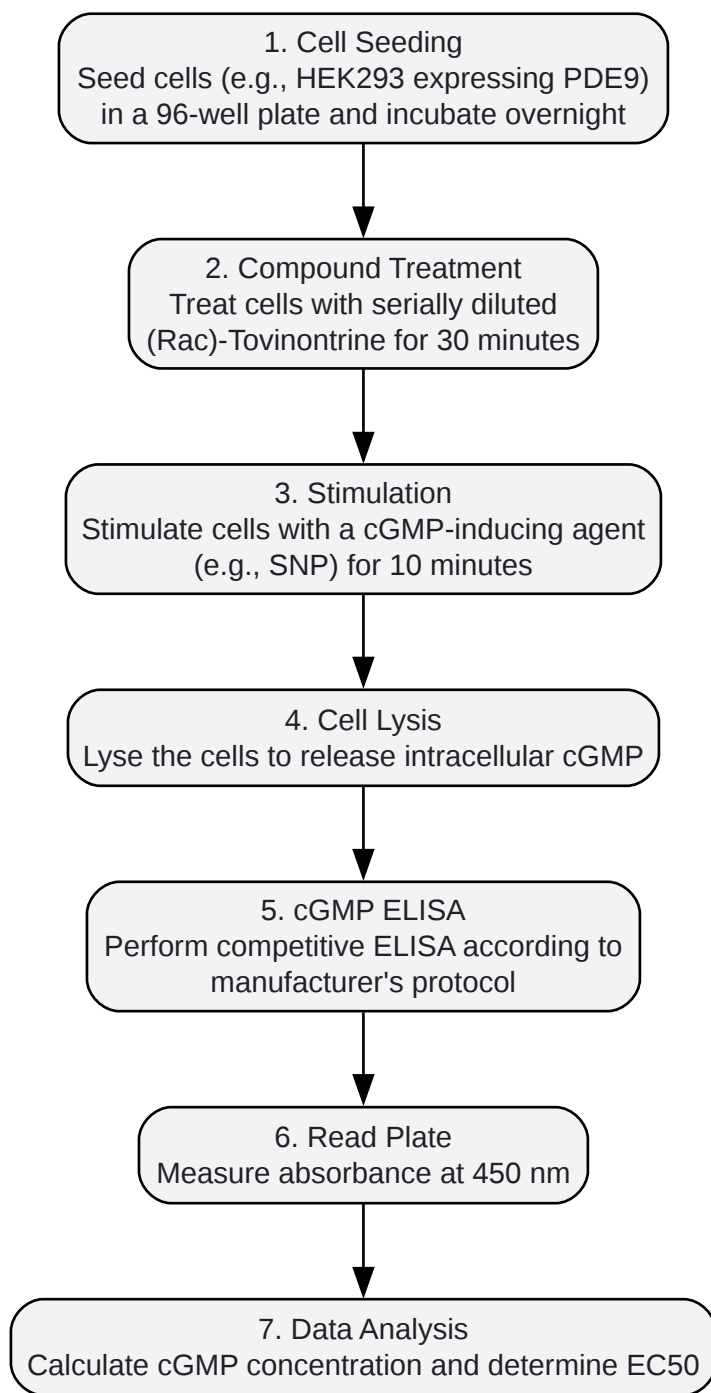 1. Cell Seeding
Seed cells (e.g., HEK293 expressing PDE9)
in a 96-well plate and incubate overnight
2. Compound Treatment
Treat cells with serially diluted
(Rac)-Tovinontrine for 30 minutes
3. Stimulation
Stimulate cells with a cGMP-inducing agent
(e.g., SNP) for 10 minutes
4. Cell Lysis
Lyse the cells to release intracellular cGMP
5. cGMP ELISA
Perform competitive ELISA according to
manufacturer's protocol
6. Read Plate
Measure absorbance at 450 nm
7. Data Analysis
Calculate cGMP concentration and determine EC50